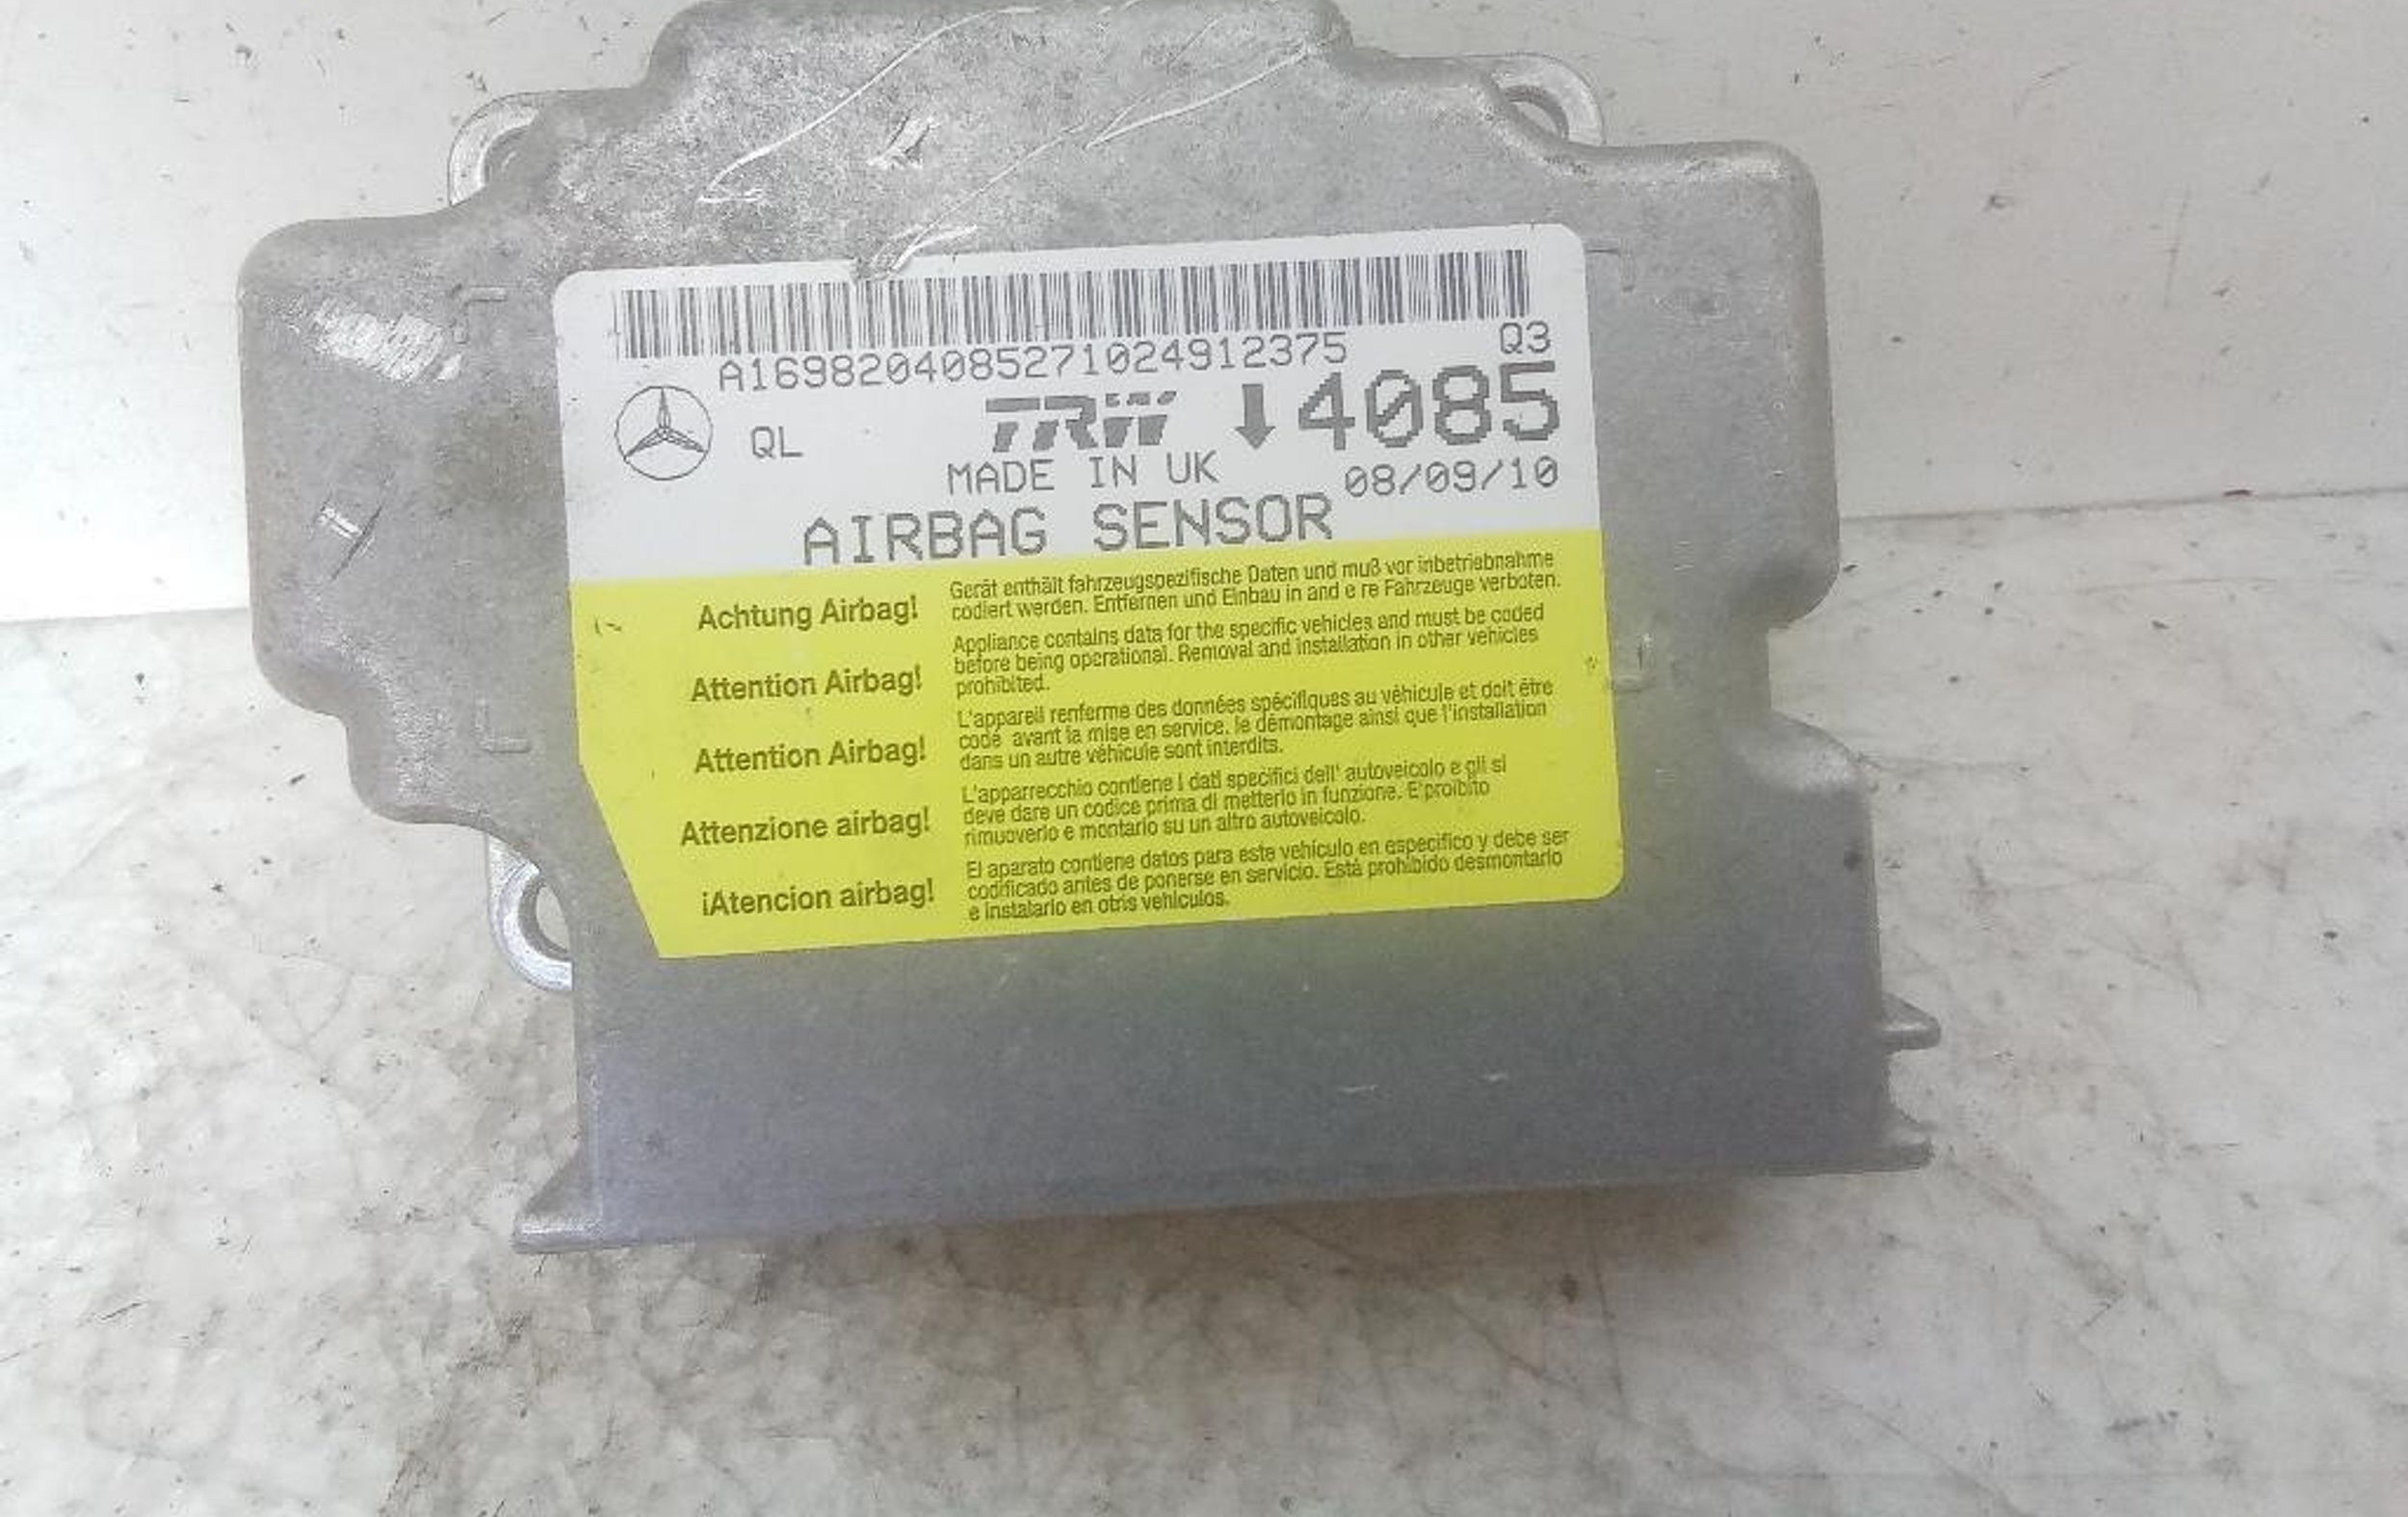 A1698204085271024912375
Q3
QL
TRW
4085
MADE IN UK
08/09/10
AIRBAG SENSOR
Achtung Airbag!
Gerät enthält fahrzeugspezifische Daten und muß vor inbetriebnahme
codiert werden. Entfernen und Einbau in and e re Fahrzeuge verboten.
Attention Airbag!
Appliance contains data for the specific vehicles and must be coded
before being operational. Removal and installation in other vehicles
prohibited.
Attention Airbag!
L'appareil renferme des données spécifiques au véhicule et doit être
codé avant la mise en service. le démontage ainsi que l'installation
dans un autre véhicule sont interdits.
Attenzione airbag!
L'apparrecchio contiene i dati specifici dell' autoveicolo e gli si
deve dare un codice prima di metterlo in funzione. E'proibito
rimuoverlo e montarlo su un altro autoveicolo.
¡Atencion airbag!
El aparato contiene datos para este vehículo en especifico y debe ser
codificado antes de ponerse en servicio. Está prohibido desmontarlo
e instalarlo en otris vehiculos.